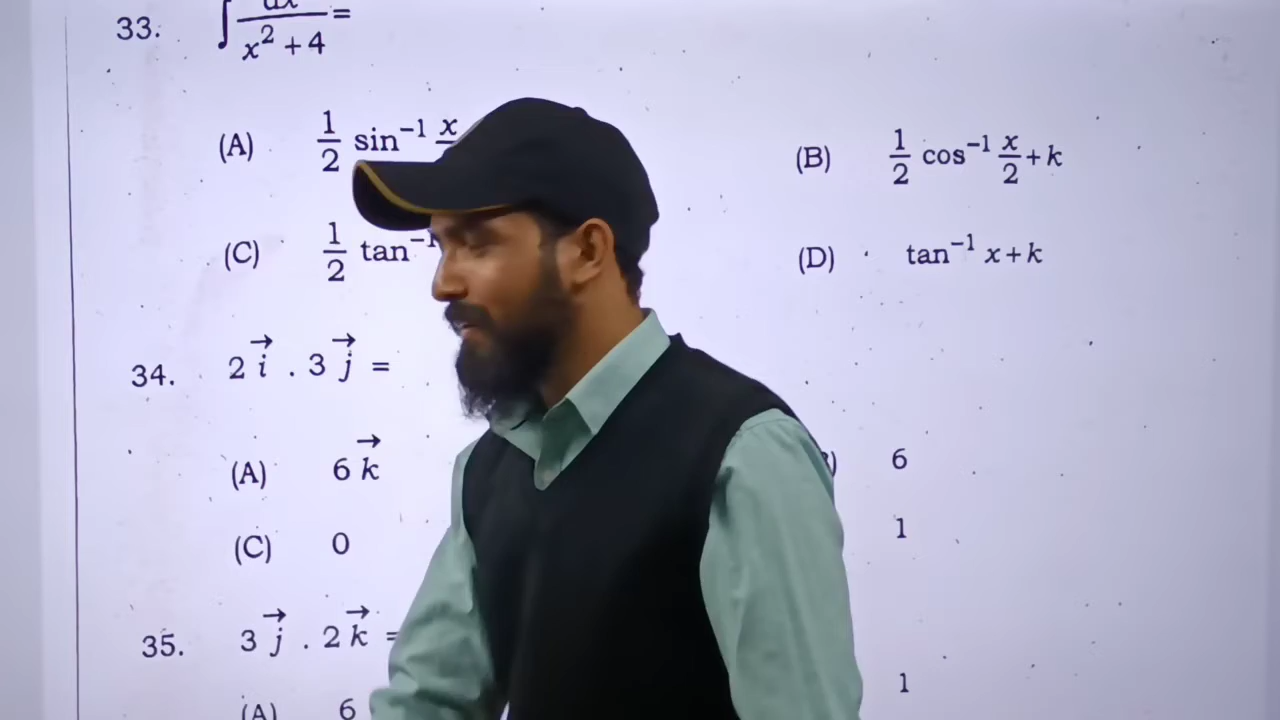 33. ∫ dx / (x² + 4) =
(A) 1/2 sin⁻¹ x
(B) 1/2 cos⁻¹ x/2 + k
(C) 1/2 tan⁻¹
(D) tan⁻¹ x + k
34. 2 i⃗ . 3 j⃗ =
(A) 6 k⃗
6
(C) 0
1
35. 3 j⃗ . 2 k⃗ =
(A) 6
1